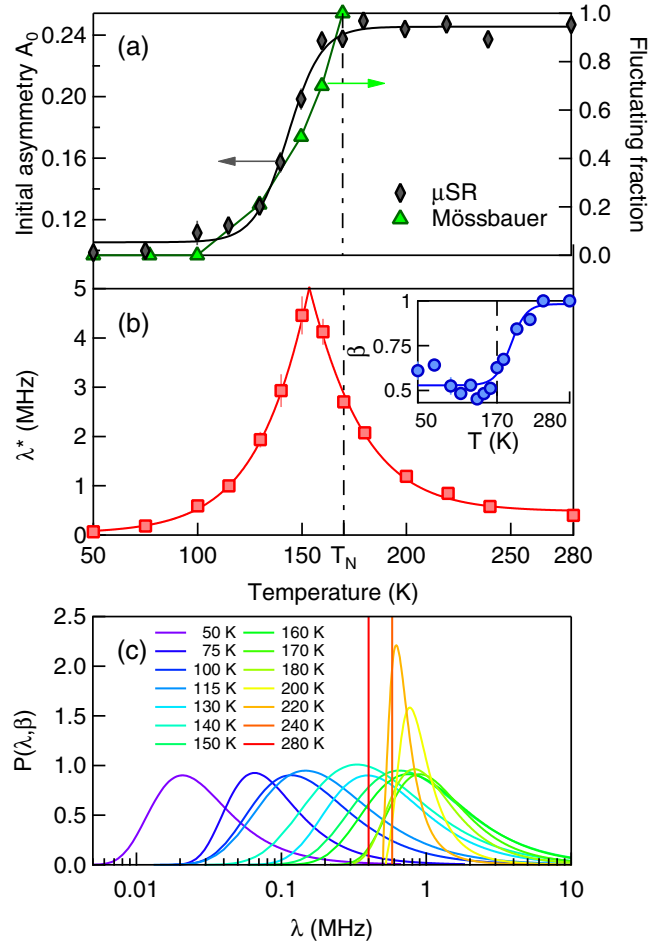 (a)
Initial asymmetry A₀
0.24
0.20
0.16
0.12
1.0
0.8
0.6
0.4
0.2
0.0
Fluctuating fraction
μSR
Mössbauer
(b)
λ* (MHz)
5
4
3
2
1
0
β
1
0.75
0.5
50 170 280
T (K)
50 100 150 T_N 200 250 280
Temperature (K)
(c)
P(λ,β)
2.5
2.0
1.5
1.0
0.5
0.0
50 K 160 K
75 K 170 K
100 K 180 K
115 K 200 K
130 K 220 K
140 K 240 K
150 K 280 K
0.01 0.1 1 10
λ (MHz)